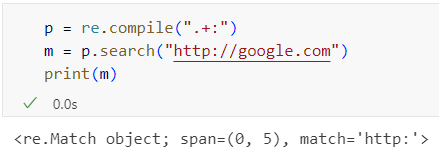 p = re.compile(".+:")
m = p.search("http://google.com")
print(m)
✓ 0.0s
<re.Match object; span=(0, 5), match='http:'>